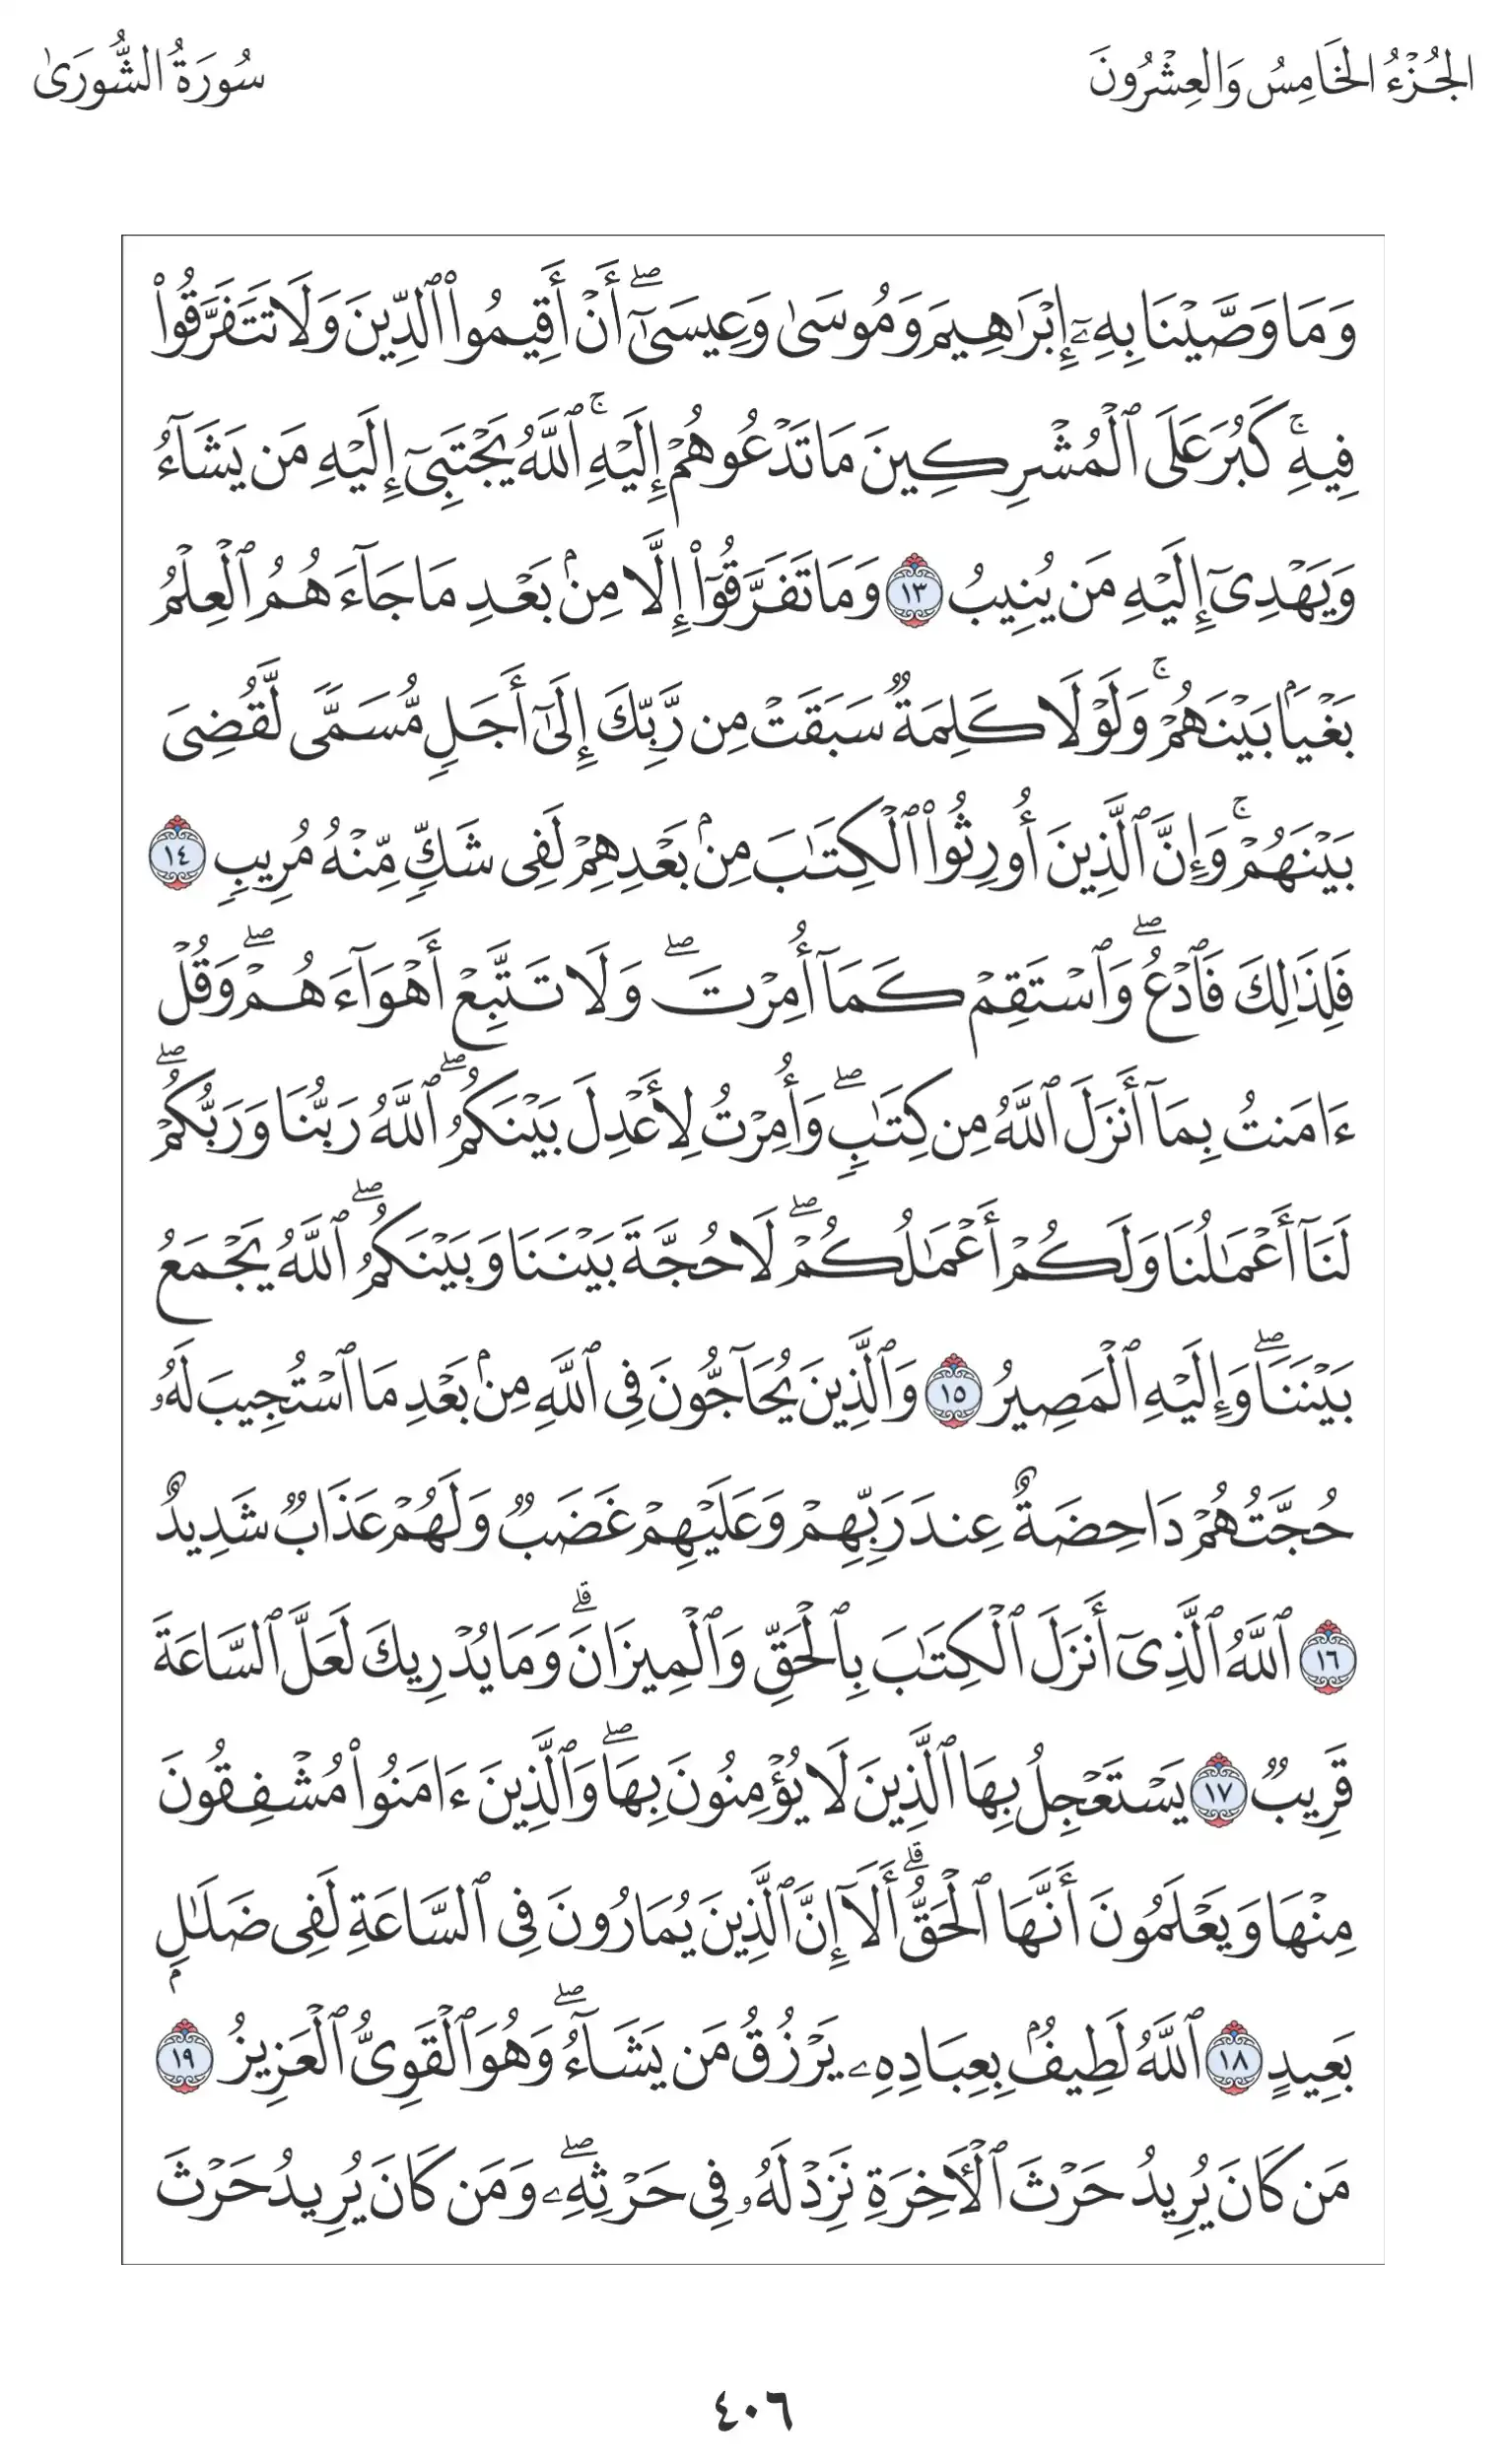 الجُزْءُ الخَامِسُ وَالعِشْرُونَ
سُورَةُ الشُّورَىٰ
وَمَا وَصَّيْنَا بِهِۦٓ إِبْرَٰهِيمَ وَمُوسَىٰ وَعِيسَىٰٓۖ أَنْ أَقِيمُوا۟ ٱلدِّينَ وَلَا تَتَفَرَّقُوا۟
فِيهِۚ كَبُرَ عَلَى ٱلْمُشْرِكِينَ مَا تَدْعُوهُمْ إِلَيْهِۚ ٱللَّهُ يَجْتَبِىٓ إِلَيْهِ مَن يَشَآءُ
وَيَهْدِىٓ إِلَيْهِ مَن يُنِيبُ ١٣ وَمَا تَفَرَّقُوٓا۟ إِلَّا مِنۢ بَعْدِ مَا جَآءَهُمُ ٱلْعِلْمُ
بَغْيًۢا بَيْنَهُمْۚ وَلَوْلَا كَلِمَةٌ سَبَقَتْ مِن رَّبِّكَ إِلَىٰٓ أَجَلٍ مُّسَمًّى لَّقُضِىَ
بَيْنَهُمْۚ وَإِنَّ ٱلَّذِينَ أُورِثُوا۟ ٱلْكِتَٰبَ مِنۢ بَعْدِهِمْ لَفِى شَكٍّ مِّنْهُ مُرِيبٍ ١٤
فَلِذَٰلِكَ فَٱدْعُۖ وَٱسْتَقِمْ كَمَآ أُمِرْتَۖ وَلَا تَتَّبِعْ أَهْوَآءَهُمْۖ وَقُلْ
ءَامَنتُ بِمَآ أَنزَلَ ٱللَّهُ مِن كِتَٰبٍۖ وَأُمِرْتُ لِأَعْدِلَ بَيْنَكُمُۖ ٱللَّهُ رَبُّنَا وَرَبُّكُمْۖ
لَنَآ أَعْمَٰلُنَا وَلَكُمْ أَعْمَٰلُكُمْۖ لَا حُجَّةَ بَيْنَنَا وَبَيْنَكُمُۖ ٱللَّهُ يَجْمَعُ
بَيْنَنَاۖ وَإِلَيْهِ ٱلْمَصِيرُ ١٥ وَٱلَّذِينَ يُحَآجُّونَ فِى ٱللَّهِ مِنۢ بَعْدِ مَا ٱسْتُجِيبَ لَهُۥ
حُجَّتُهُمْ دَاحِضَةٌ عِندَ رَبِّهِمْ وَعَلَيْهِمْ غَضَبٌ وَلَهُمْ عَذَابٌ شَدِيدٌ
١٦ ٱللَّهُ ٱلَّذِىٓ أَنزَلَ ٱلْكِتَٰبَ بِٱلْحَقِّ وَٱلْمِيزَانَۗ وَمَا يُدْرِيكَ لَعَلَّ ٱلسَّاعَةَ
قَرِيبٌ ١٧ يَسْتَعْجِلُ بِهَا ٱلَّذِينَ لَا يُؤْمِنُونَ بِهَاۖ وَٱلَّذِينَ ءَامَنُوا۟ مُشْفِقُونَ
مِنْهَا وَيَعْلَمُونَ أَنَّهَا ٱلْحَقُّۗ أَلَآ إِنَّ ٱلَّذِينَ يُمَارُونَ فِى ٱلسَّاعَةِ لَفِى ضَلَٰلٍۭ
بَعِيدٍ ١٨ ٱللَّهُ لَطِيفٌۢ بِعِبَادِهِۦ يَرْزُقُ مَن يَشَآءُۖ وَهُوَ ٱلْقَوِىُّ ٱلْعَزِيزُ ١٩
مَن كَانَ يُرِيدُ حَرْثَ ٱلْءَاخِرَةِ نَزِدْ لَهُۥ فِى حَرْثِهِۦۖ وَمَن كَانَ يُرِيدُ حَرْثَ
٤٠٦